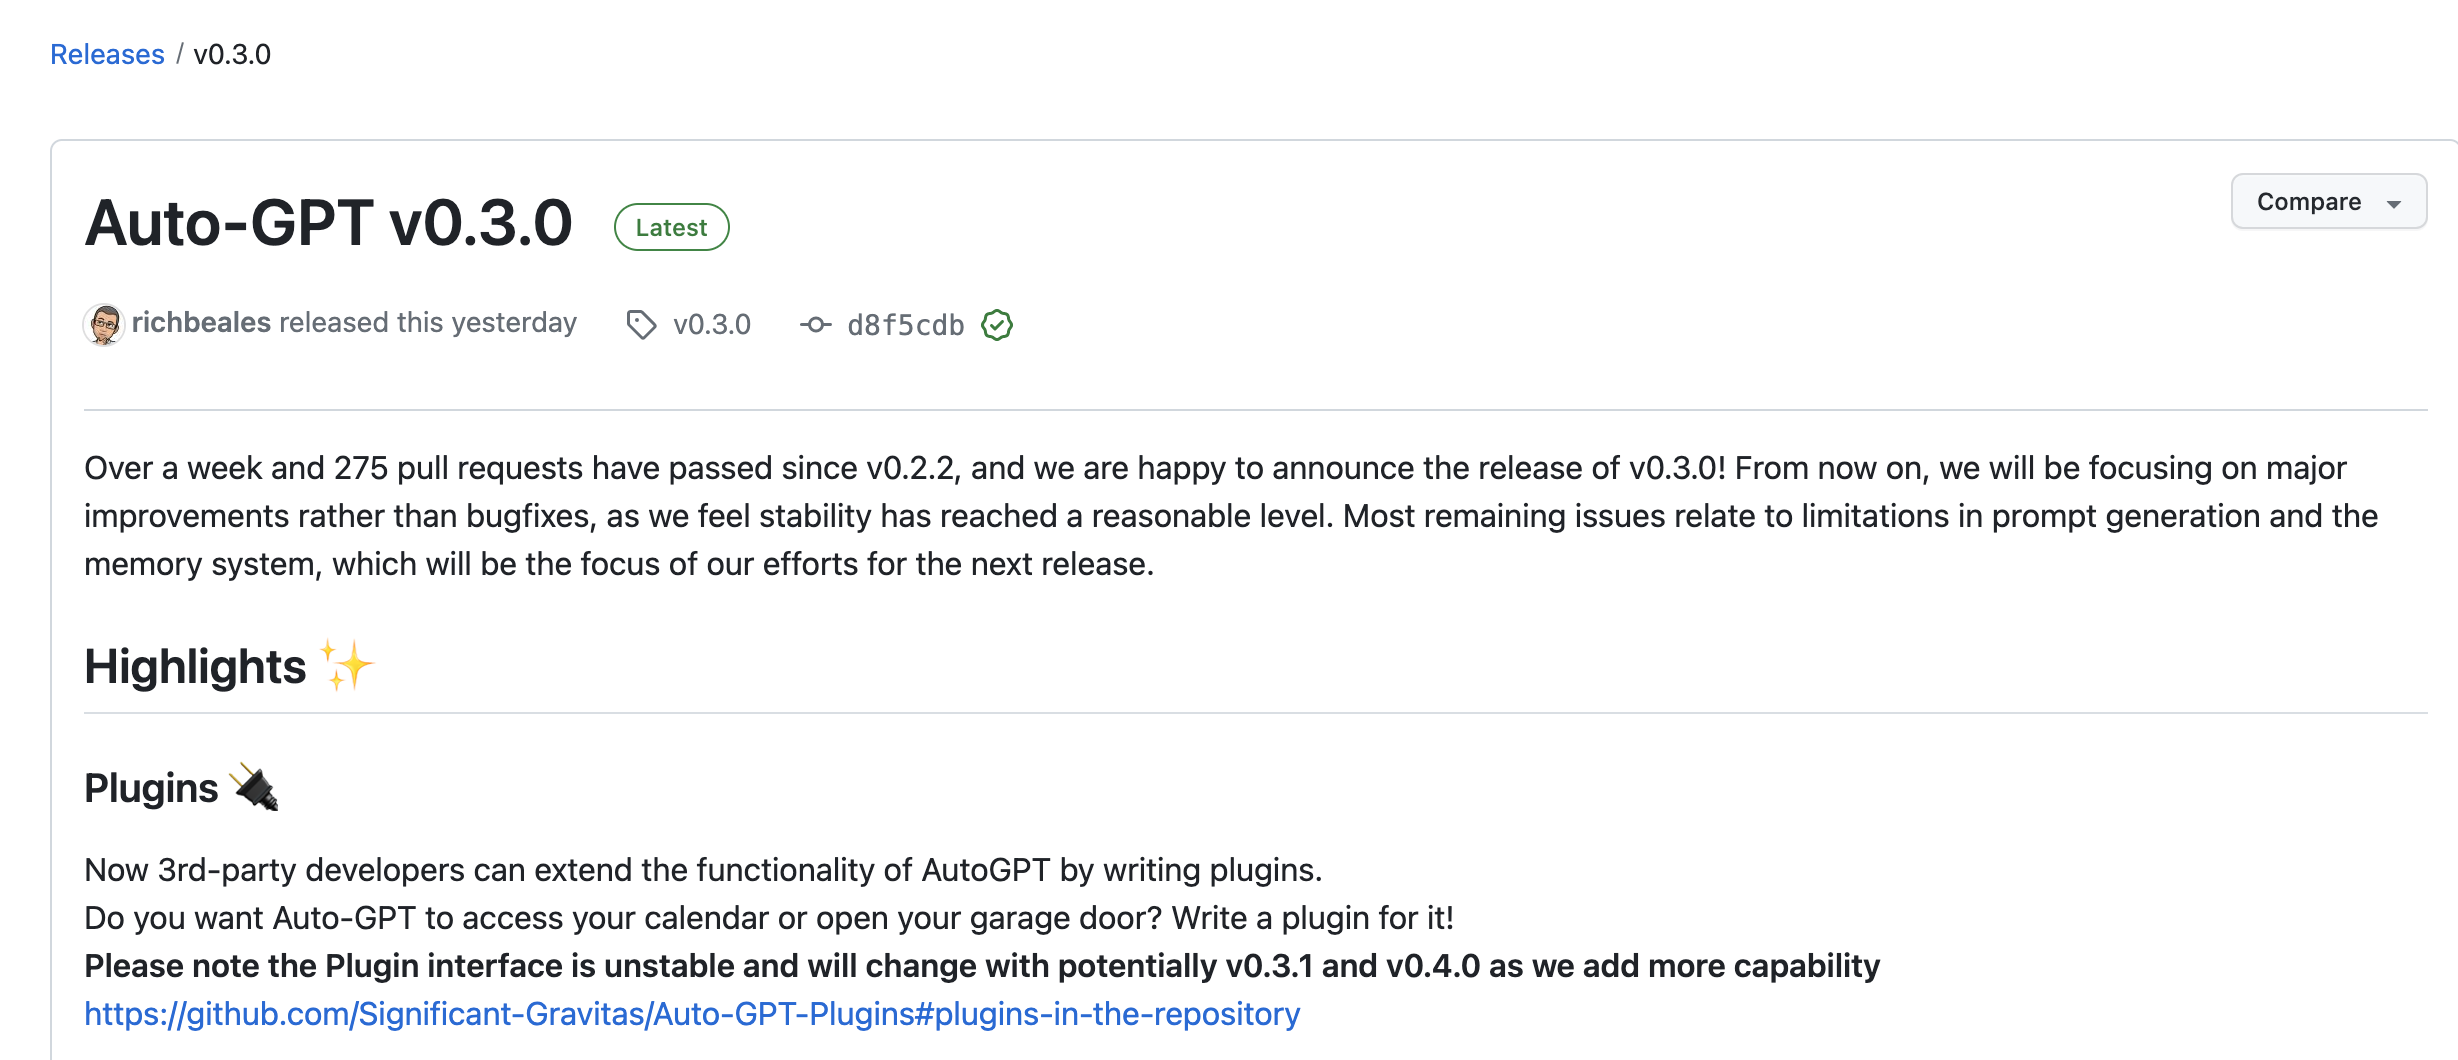 Releases / v0.3.0
Auto-GPT v0.3.0 Latest Compare
richbeales released this yesterday v0.3.0 d8f5cdb
Over a week and 275 pull requests have passed since v0.2.2, and we are happy to announce the release of v0.3.0! From now on, we will be focusing on major
improvements rather than bugfixes, as we feel stability has reached a reasonable level. Most remaining issues relate to limitations in prompt generation and the
memory system, which will be the focus of our efforts for the next release.
Highlights ✨
Plugins 🔌
Now 3rd-party developers can extend the functionality of AutoGPT by writing plugins.
Do you want Auto-GPT to access your calendar or open your garage door? Write a plugin for it!
Please note the Plugin interface is unstable and will change with potentially v0.3.1 and v0.4.0 as we add more capability
https://github.com/Significant-Gravitas/Auto-GPT-Plugins#plugins-in-the-repository